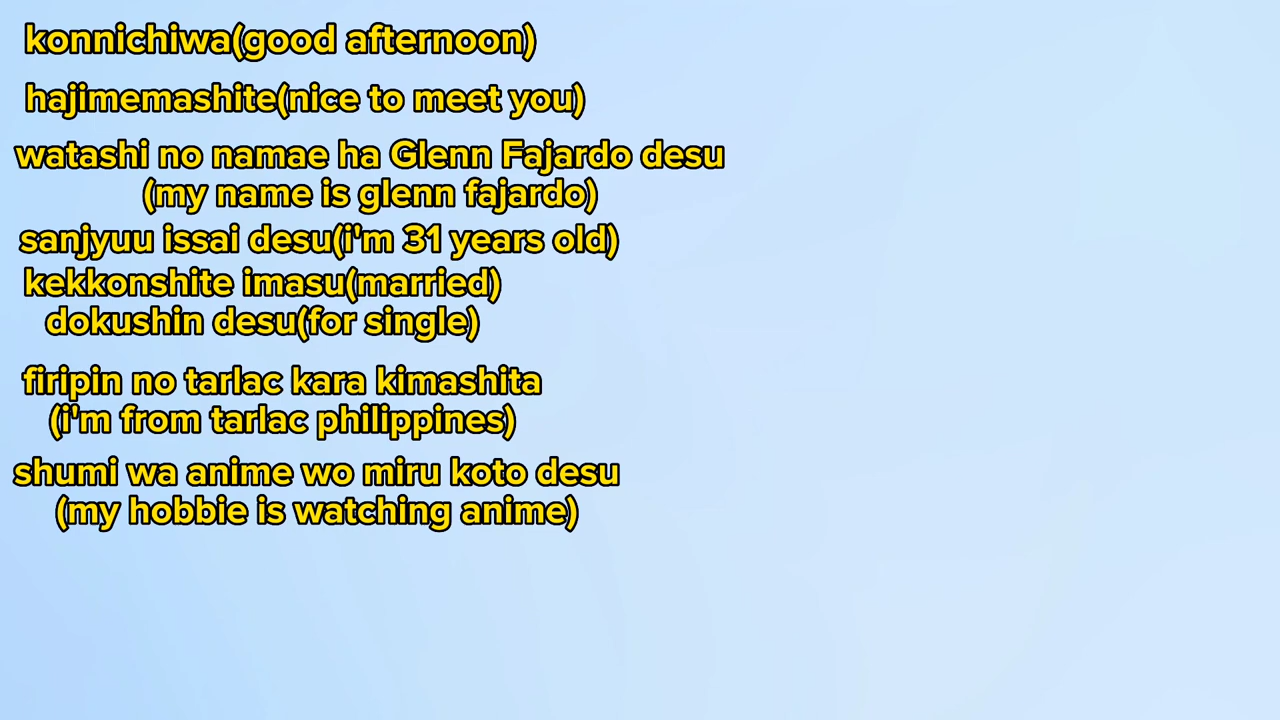 konnichiwa(good afternoon)
hajimemashite(nice to meet you)
watashi no namae ha Glenn Fajardo desu
(my name is glenn fajardo)
sanjyuu issai desu(i'm 31 years old)
kekkonshite imasu(married)
dokushin desu(for single)
firipin no tarlac kara kimashita
(i'm from tarlac philippines)
shumi wa anime wo miru koto desu
(my hobbie is watching anime)